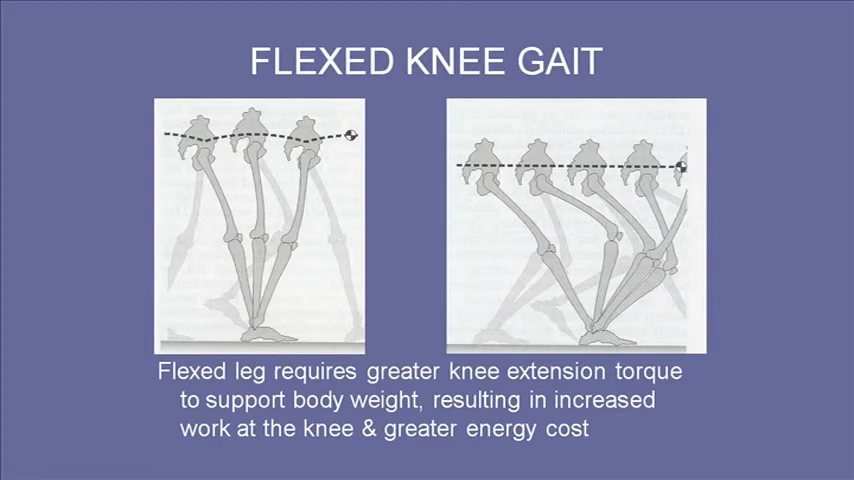 FLEXED KNEE GAIT
Flexed leg requires greater knee extension torque
to support body weight, resulting in increased
work at the knee & greater energy cost